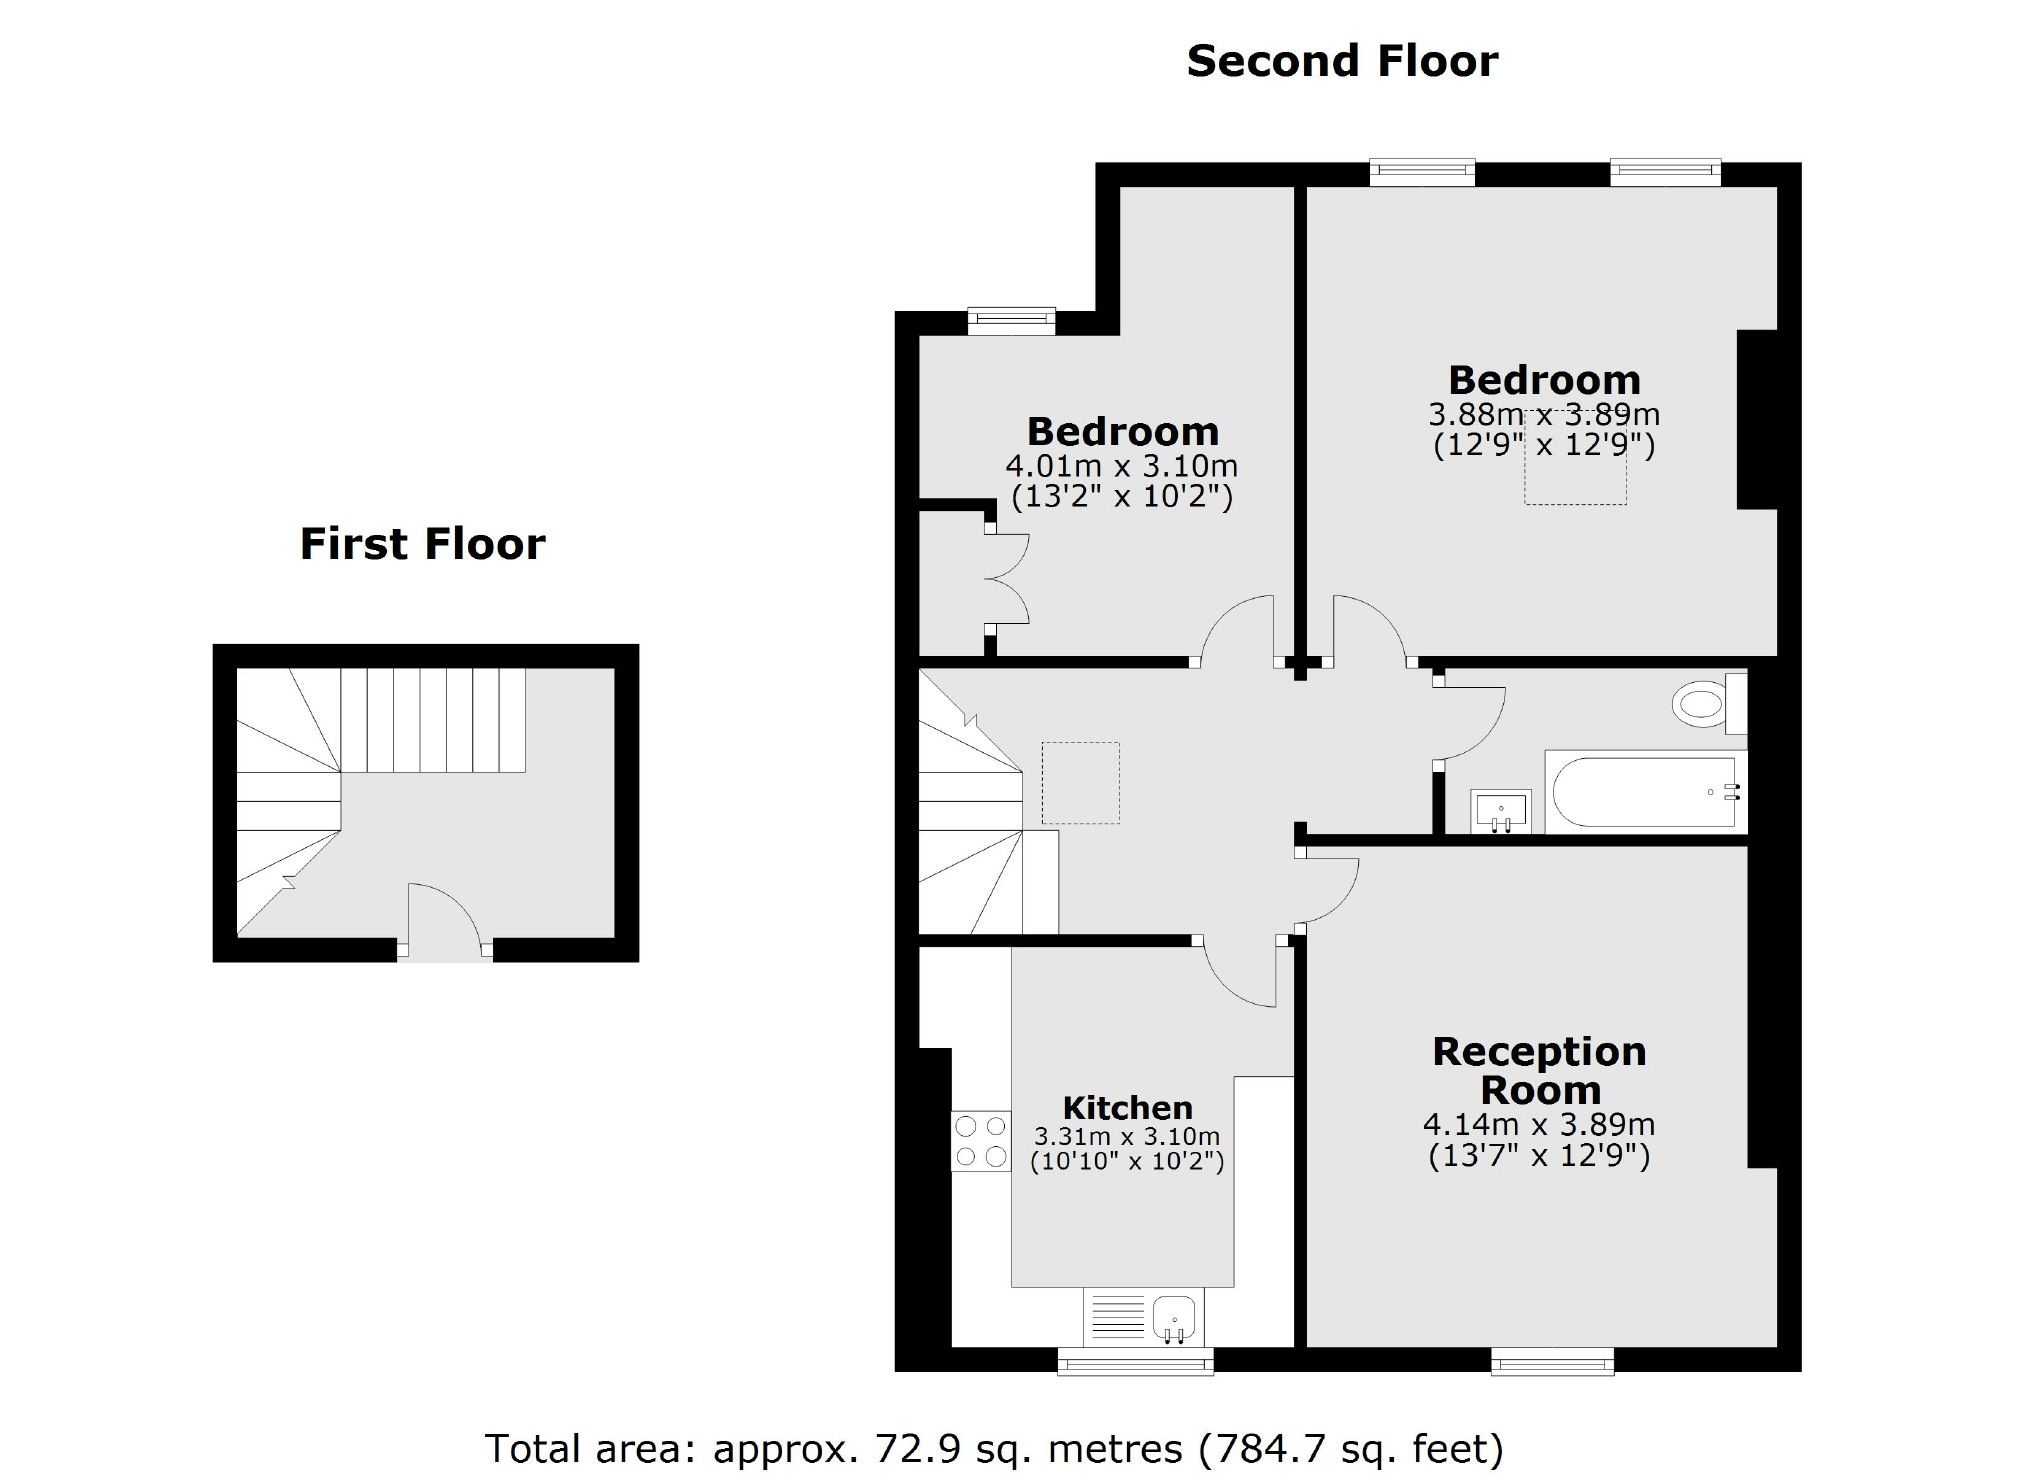 Second Floor
Bedroom
3.88m x 3.89m
(12'9" x 12'9")
Bedroom
4.01m x 3.10m
(13'2" x 10'2")
First Floor
Reception
Room
4.14m x 3.89m
(13'7" x 12'9")
Kitchen
3.31m x 3.10m
(10'10" x 10'2")
Total area: approx. 72.9 sq. metres (784.7 sq. feet)